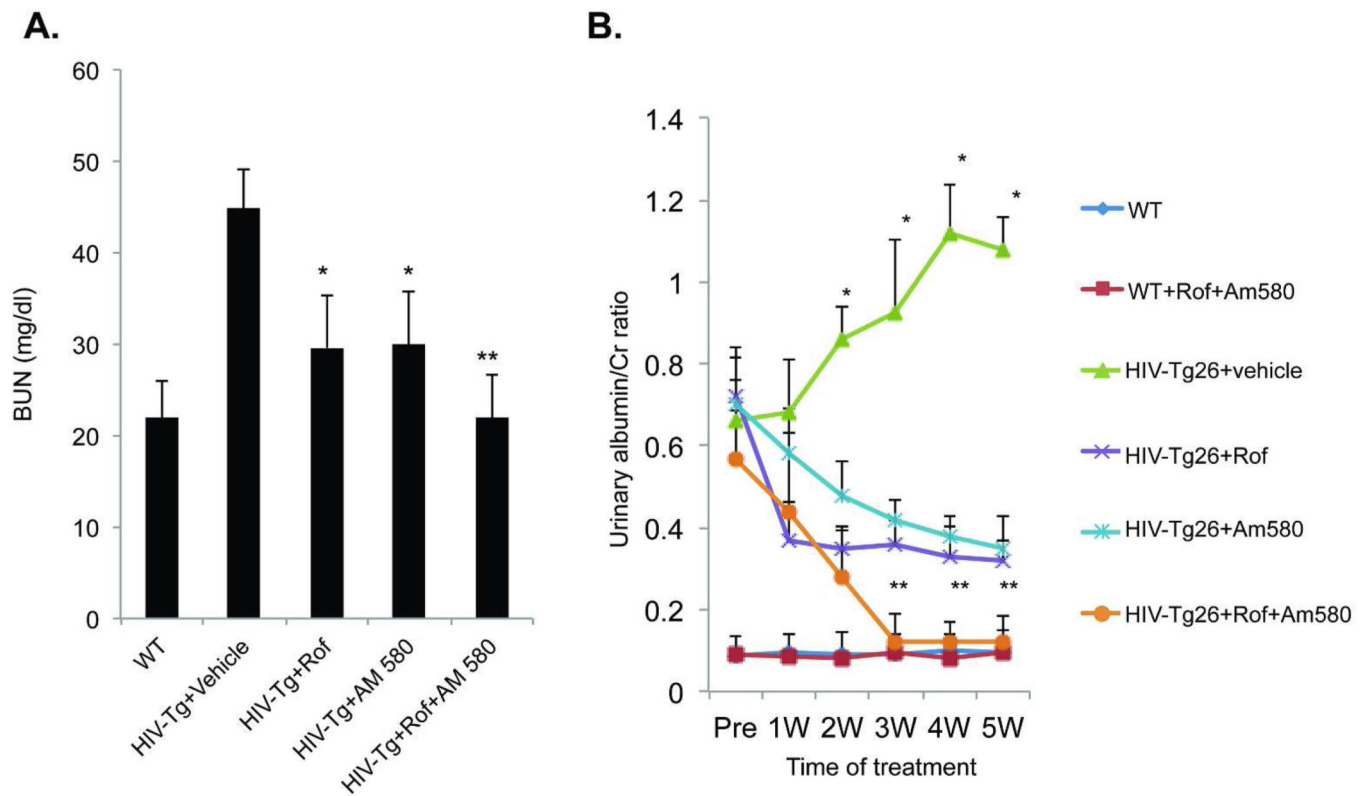 A.
60
50
40
30
20
10
0
BUN (mg/dl)
*
*
**
WT
HIV-Tg+Vehicle
HIV-Tg+Rof
HIV-Tg+AM 580
HIV-Tg+Rof+AM 580
B.
1.4
1.2
1
0.8
0.6
0.4
0.2
0
Urinary albumin/Cr ratio
*
*
*
*
** ** **
Pre 1W 2W 3W 4W 5W
Time of treatment
WT
WT+Rof+Am580
HIV-Tg26+vehicle
HIV-Tg26+Rof
HIV-Tg26+Am580
HIV-Tg26+Rof+Am580